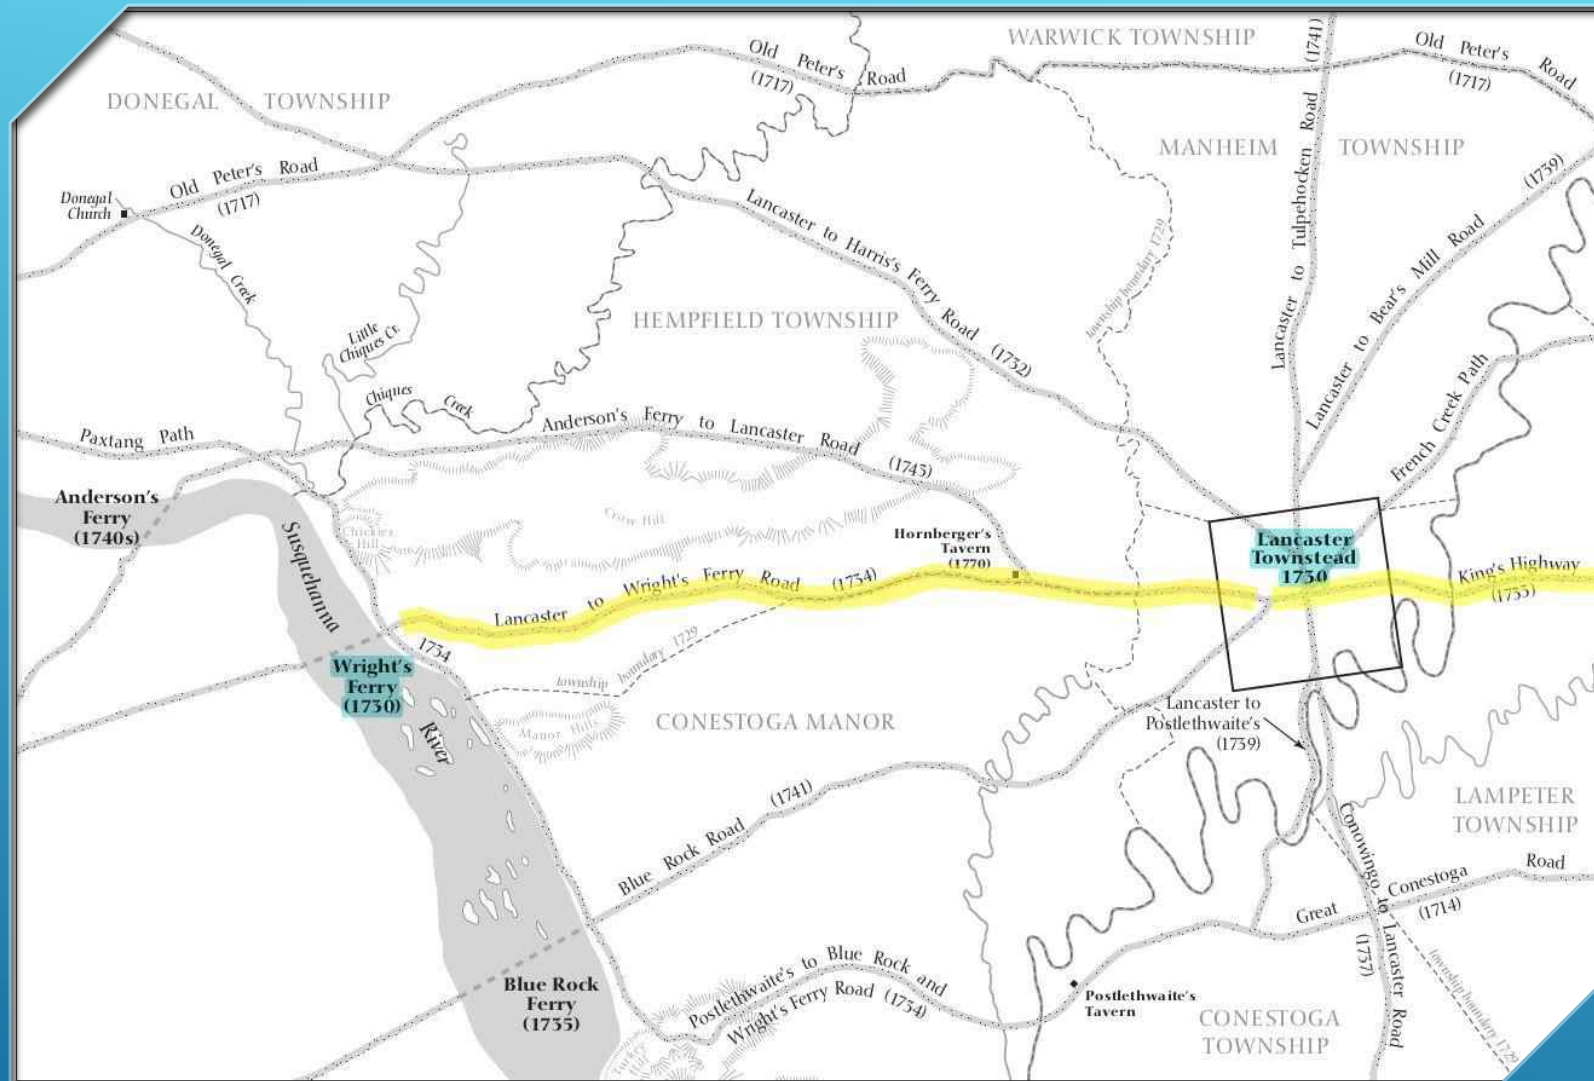 WARWICK TOWNSHIP
Old Peter's Road
(1717)
Old Peter's Road
(1717)
DONEGAL TOWNSHIP
MANHEIM TOWNSHIP
Lancaster to Tulpehocken Road (1741)
Old Peter's Road
(1717)
Donegal
Church
Donegal Creek
Lancaster to Harris's Ferry Road (1732)
township boundary 1729
Lancaster to Bear's Mill Road (1739)
HEMPFIELD TOWNSHIP
Little
Chiques Cr.
Chiques Creek
French Creek Path
Anderson's Ferry to Lancaster Road (1743)
Paxtang Path
Anderson's
Ferry
(1740s)
Susquehanna River
Chickies
Hill
Hornberger's
Tavern
(1770)
Lancaster
Townstead
1730
King's Highway
(1733)
Lancaster to Wright's Ferry Road (1734)
1734
Wright's
Ferry
(1730)
township boundary 1729
Manor Hills
CONESTOGA MANOR
Lancaster to
Postlethwaite's
(1739)
LAMPETER
TOWNSHIP
Blue Rock Road (1741)
Conowingo to Lancaster Road
(1737)
Great Conestoga Road
(1714)
Blue Rock
Ferry
(1733)
Postlethwaite's to Blue Rock and
Wright's Ferry Road (1734)
Postlethwaite's
Tavern
CONESTOGA
TOWNSHIP
township boundary 1729
Turkey